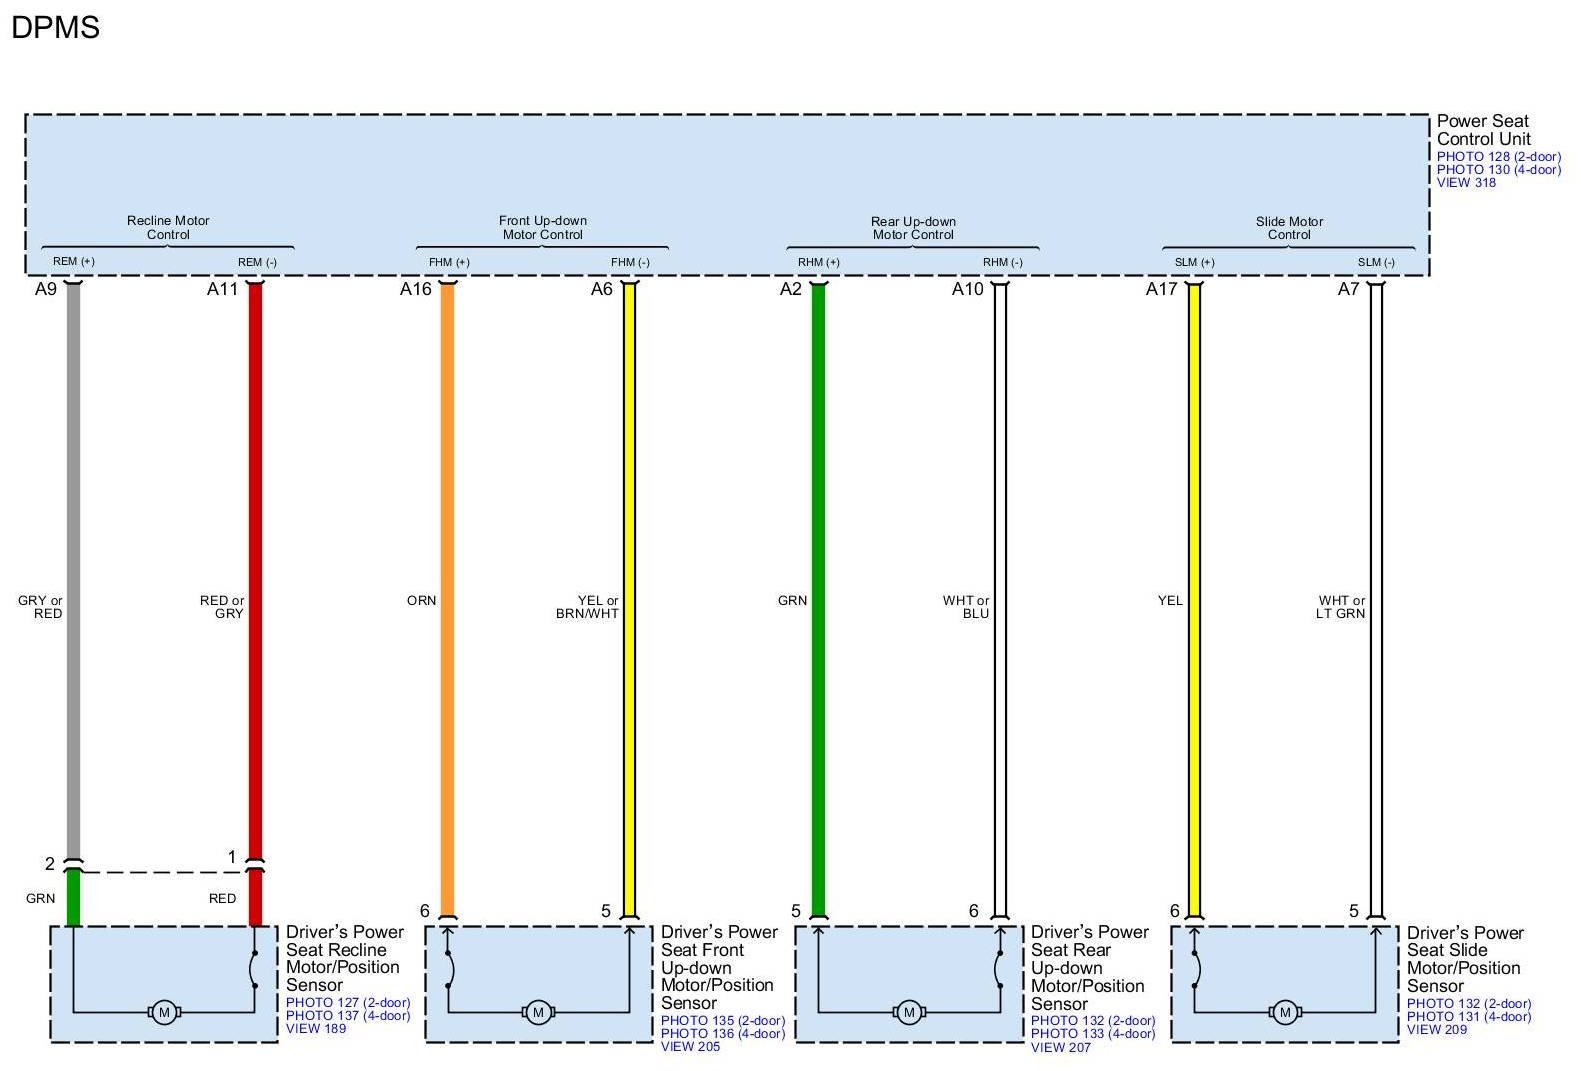 DPMS
Power Seat
Control Unit
PHOTO 128 (2-door)
PHOTO 130 (4-door)
VIEW 318
Recline Motor
Control
Front Up-down
Motor Control
Rear Up-down
Motor Control
Slide Motor
Control
REM (+)
REM (-)
FHM (+)
FHM (-)
RHM (+)
RHM (-)
SLM (+)
SLM (-)
A9
A11
A16
A6
A2
A10
A17
A7
GRY or
RED
RED or
GRY
ORN
YEL or
BRN/WHT
GRN
WHT or
BLU
YEL
WHT or
LT GRN
2
1
GRN
RED
6
5
5
6
6
5
Driver's Power
Seat Recline
Motor/Position
Sensor
PHOTO 127 (2-door)
PHOTO 137 (4-door)
VIEW 189
M
Driver's Power
Seat Front
Up-down
Motor/Position
Sensor
PHOTO 135 (2-door)
PHOTO 136 (4-door)
VIEW 205
M
Driver's Power
Seat Rear
Up-down
Motor/Position
Sensor
PHOTO 132 (2-door)
PHOTO 133 (4-door)
VIEW 207
M
Driver's Power
Seat Slide
Motor/Position
Sensor
PHOTO 132 (2-door)
PHOTO 131 (4-door)
VIEW 209
M